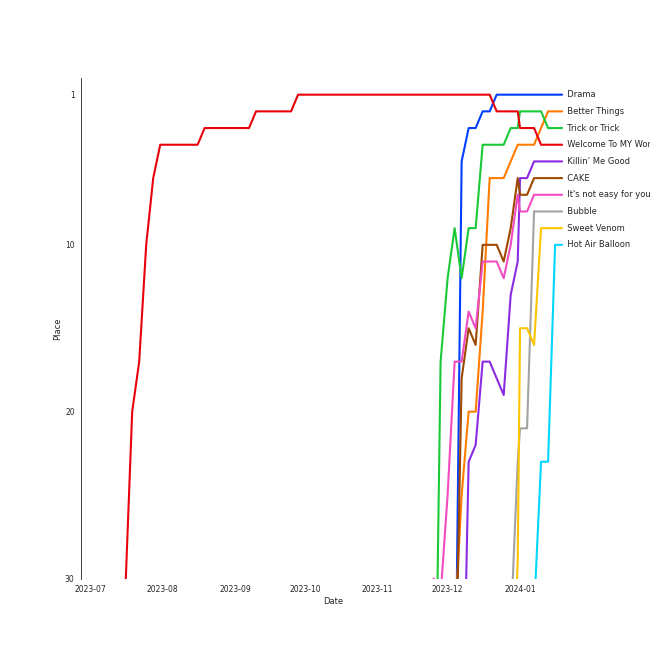 1
Drama
Better Things
Trick or Trick
Welcome To MY Wor
Killin' Me Good
CAKE
It's not easy for you
Bubble
Sweet Venom
10
Hot Air Balloon
Place
20
30
2023-07 2023-08 2023-09 2023-10 2023-11 2023-12 2024-01
Date